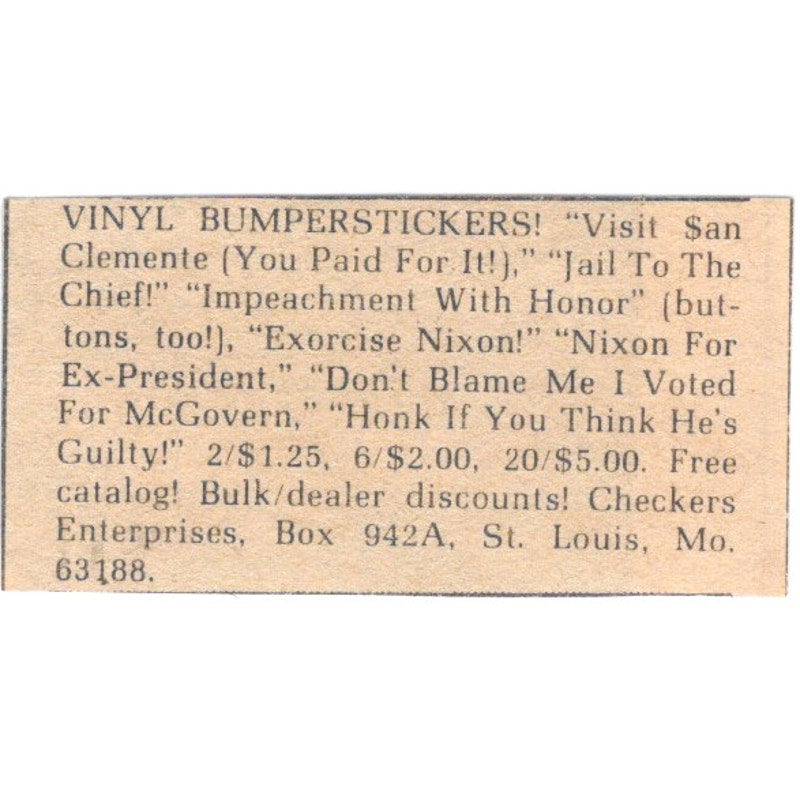 VINYL BUMPERSTICKERS! “Visit $an
Clemente (You Paid For It!),” “Jail To The
Chief!” “Impeachment With Honor” (but-
tons, too!), “Exorcise Nixon!” “Nixon For
Ex-President,” “Don't Blame Me I Voted
For McGovern,” “Honk If You Think He's
Guilty!” 2/$1.25, 6/$2.00, 20/$5.00. Free
catalog! Bulk/dealer discounts! Checkers
Enterprises, Box 942A, St. Louis, Mo.
63188.